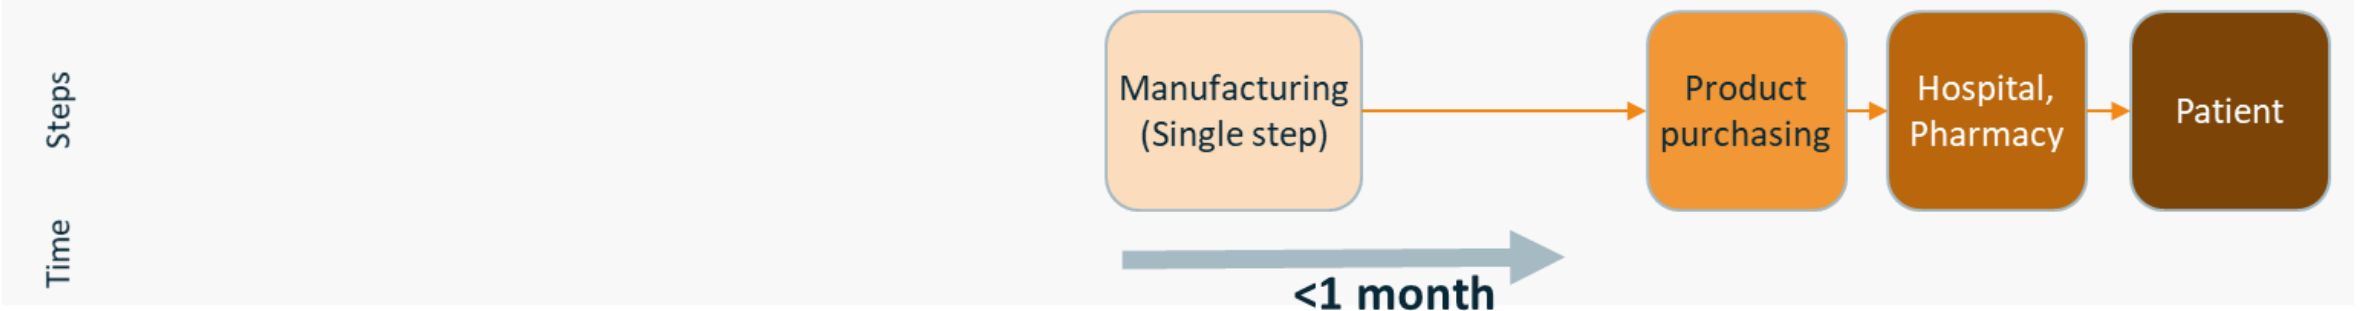 Steps
Manufacturing
(Single step)
Product
purchasing
Hospital,
Pharmacy
Patient
Time
<1 month